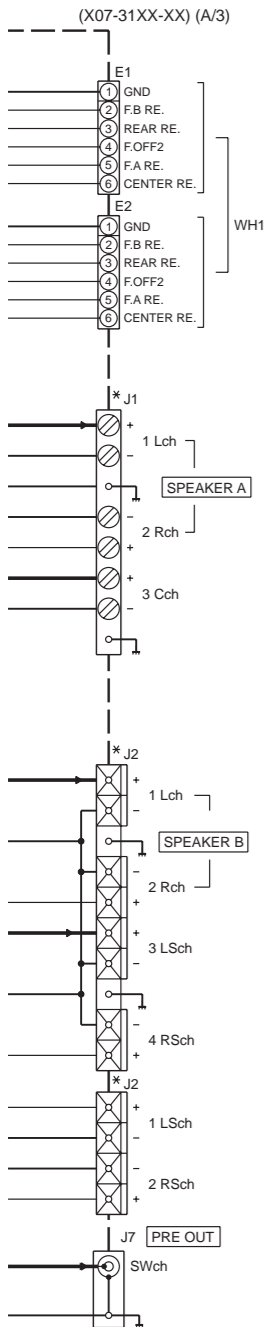 (X07-31XX-XX) (A/3)
E1
1 GND
2 F.B RE.
3 REAR RE.
4 F.OFF2
5 F.A RE.
6 CENTER RE.
E2
1 GND
2 F.B RE.
3 REAR RE.
4 F.OFF2
5 F.A RE.
6 CENTER RE.
WH1
* J1
+
1 Lch
–
SPEAKER A
–
2 Rch
+
+
3 Cch
–
* J2
+
1 Lch
–
SPEAKER B
–
2 Rch
+
+
3 LSch
–
–
4 RSch
+
* J2
+
1 LSch
–
–
2 RSch
+
J7 PRE OUT
SWch